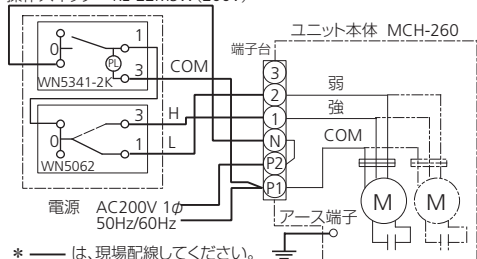 ユニット本体 MCH-260
端子台
0
1
3
PL
WN5341-2K
COM
0
3
1
WN5062
H
L
3
2
1
N
P2
P1
弱
強
COM
M
M
電源 AC200V 1φ
50Hz/60Hz
アース端子
* ─── は、現場配線してください。